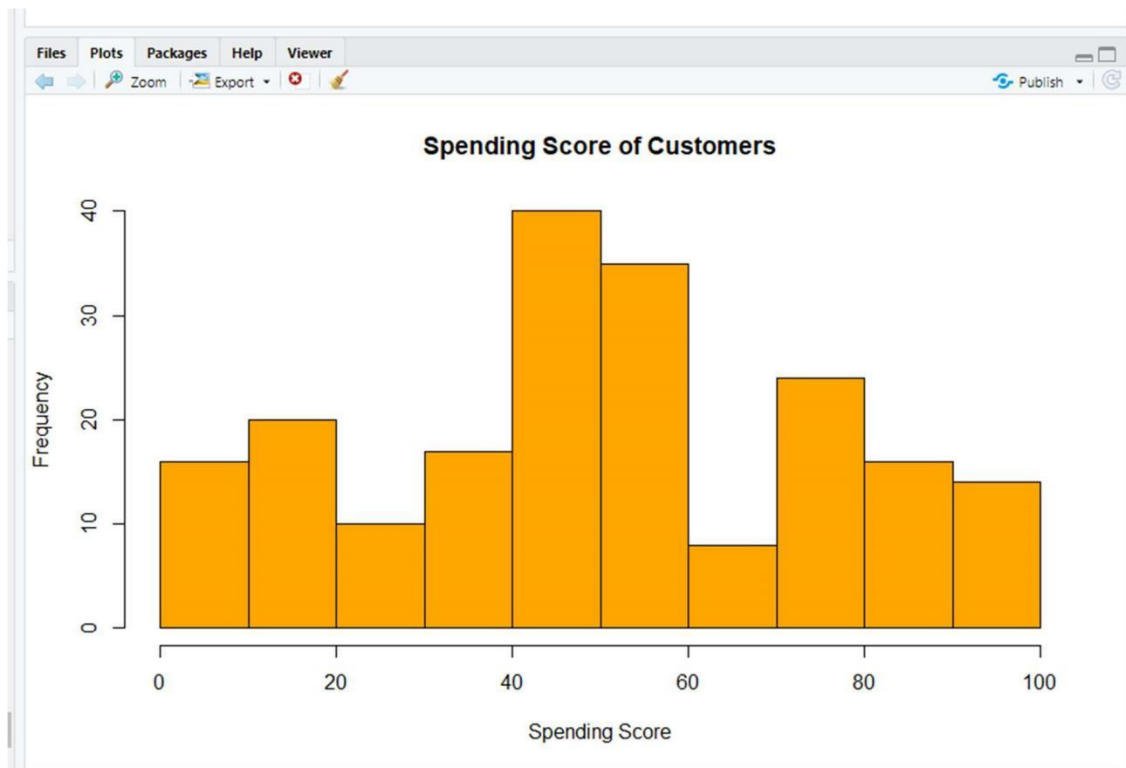 Files Plots Packages Help Viewer
Zoom Export Publish
Spending Score of Customers
40
30
20
10
0
Frequency
0 20 40 60 80 100
Spending Score